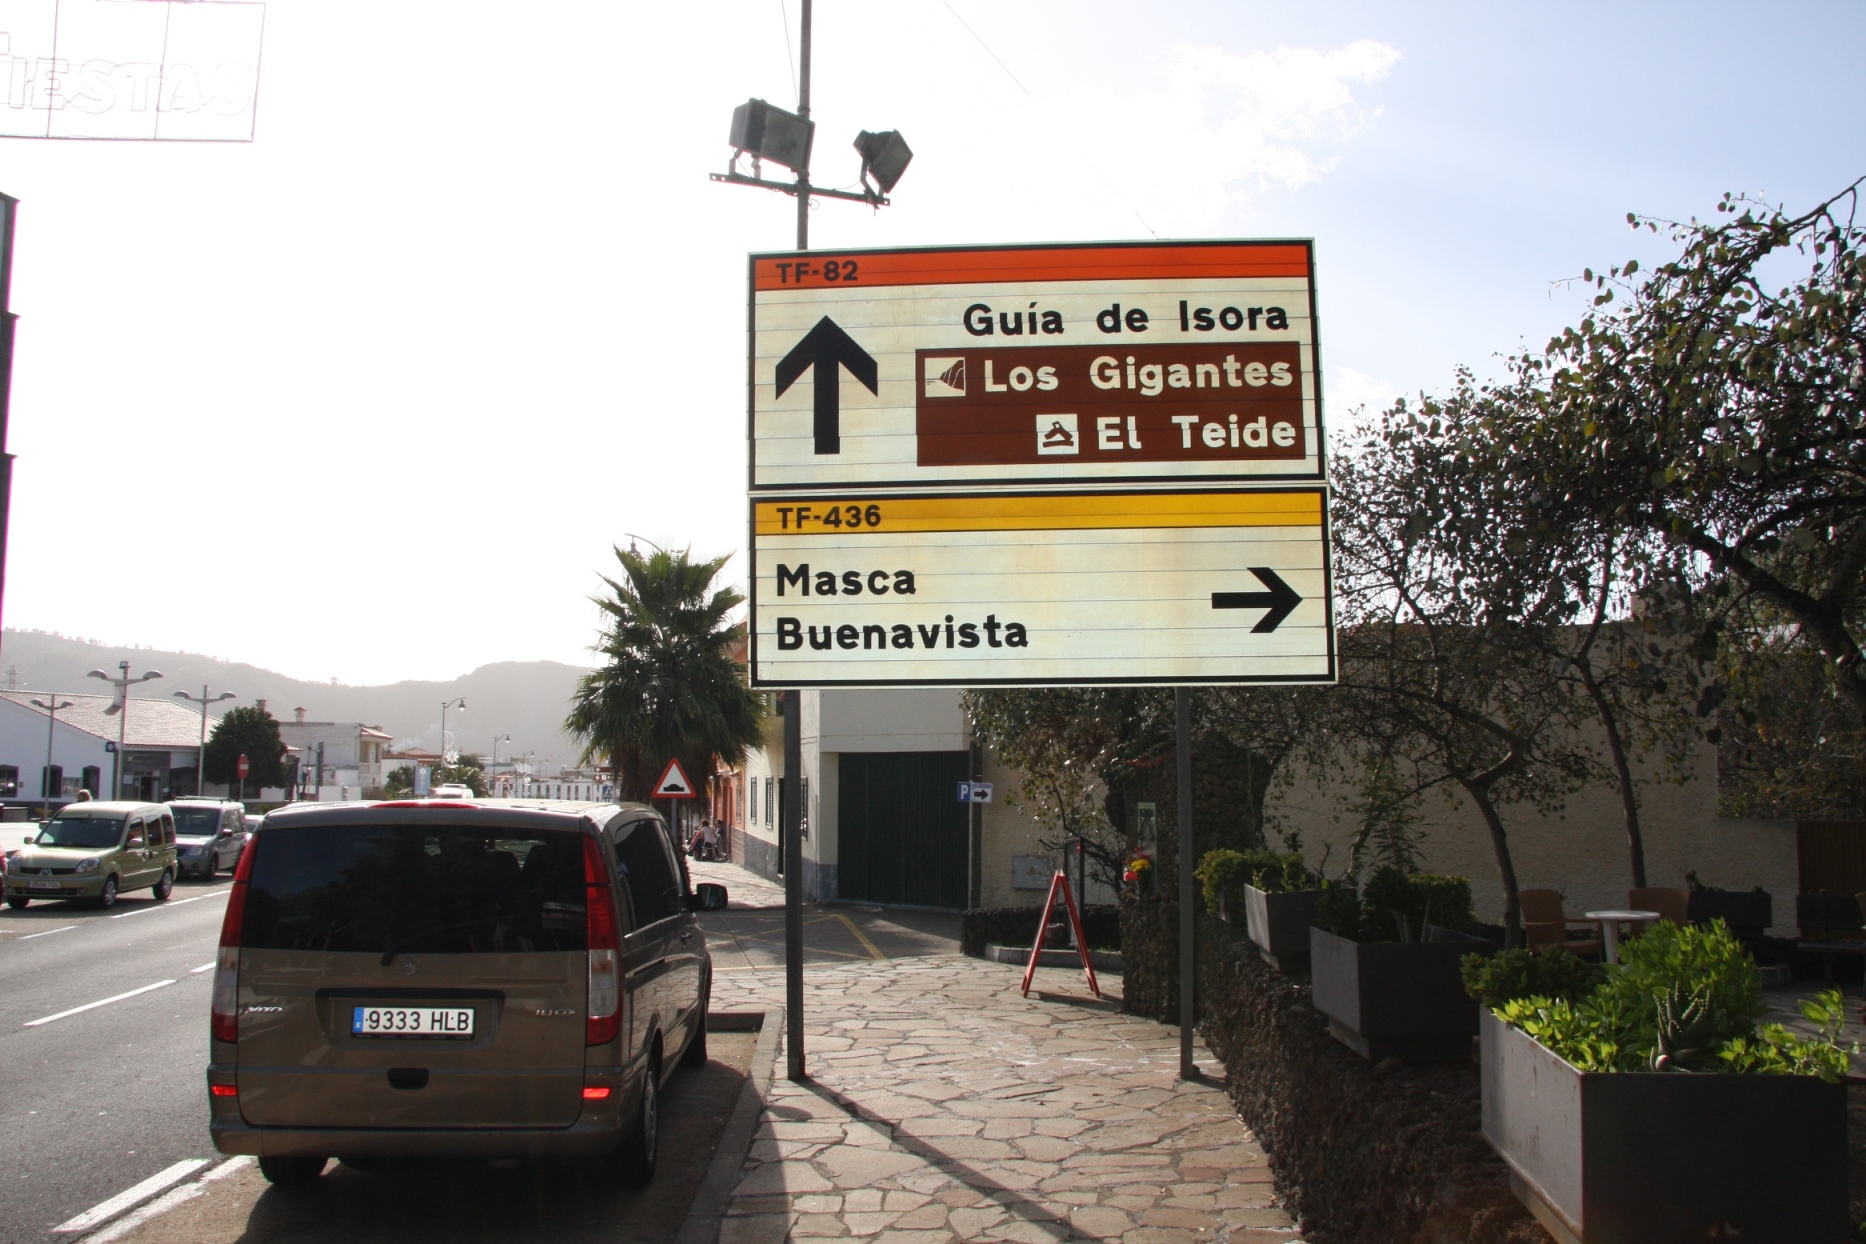 FIESTAS
TF-82
Guía de Isora
Los Gigantes
El Teide
TF-436
Masca
Buenavista
P
9333 HLB